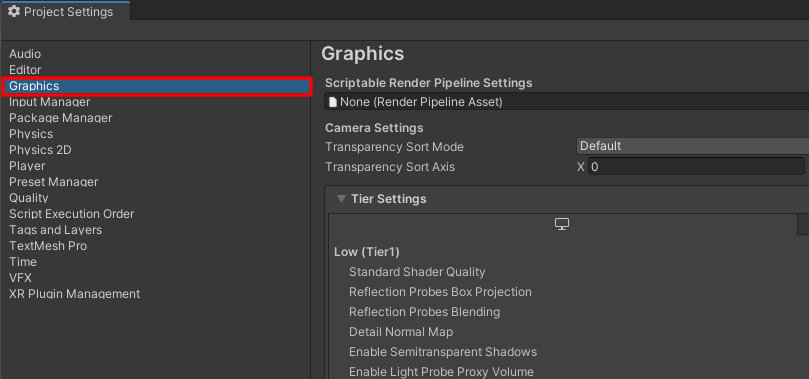 Project Settings
Audio
Editor
Graphics
Input Manager
Package Manager
Physics
Physics 2D
Player
Preset Manager
Quality
Script Execution Order
Tags and Layers
TextMesh Pro
Time
VFX
XR Plugin Management
Graphics
Scriptable Render Pipeline Settings
None (Render Pipeline Asset)
Camera Settings
Transparency Sort Mode Default
Transparency Sort Axis X 0
Tier Settings
Low (Tier1)
Standard Shader Quality
Reflection Probes Box Projection
Reflection Probes Blending
Detail Normal Map
Enable Semitransparent Shadows
Enable Light Probe Proxy Volume